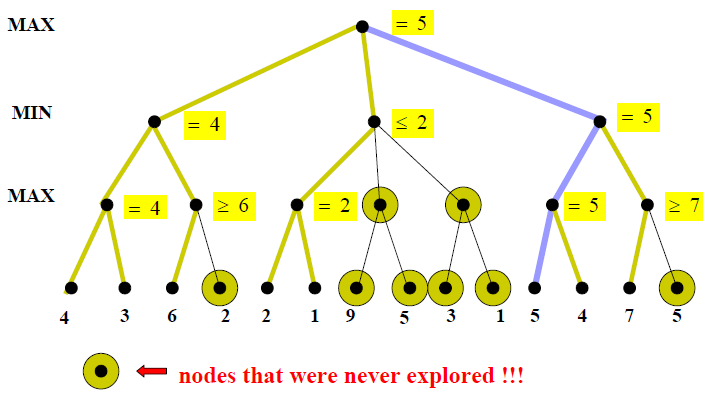 MAX
= 5
MIN
= 4
≤ 2
= 5
MAX
= 4
≥ 6
= 2
= 5
≥ 7
4 3 6 2 2 1 9 5 3 1 5 4 7 5
nodes that were never explored !!!